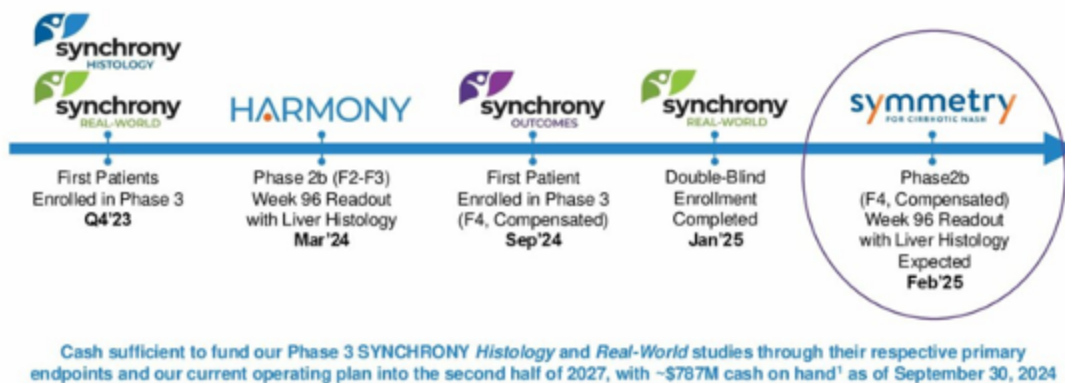 synchrony
HISTOLOGY
synchrony
REAL-WORLD
First Patients
Enrolled in Phase 3
Q4'23
HARMONY
Phase 2b (F2-F3)
Week 96 Readout
with Liver Histology
Mar'24
synchrony
OUTCOMES
First Patient
Enrolled in Phase 3
(F4, Compensated)
Sep'24
synchrony
REAL-WORLD
Double-Blind
Enrollment
Completed
Jan'25
symmetry
FOR CIRRHOTIC NASH
Phase2b
(F4, Compensated)
Week 96 Readout
with Liver Histology
Expected
Feb'25
Cash sufficient to fund our Phase 3 SYNCHRONY Histology and Real-World studies through their respective primary
endpoints and our current operating plan into the second half of 2027, with ~$787M cash on hand¹ as of September 30, 2024